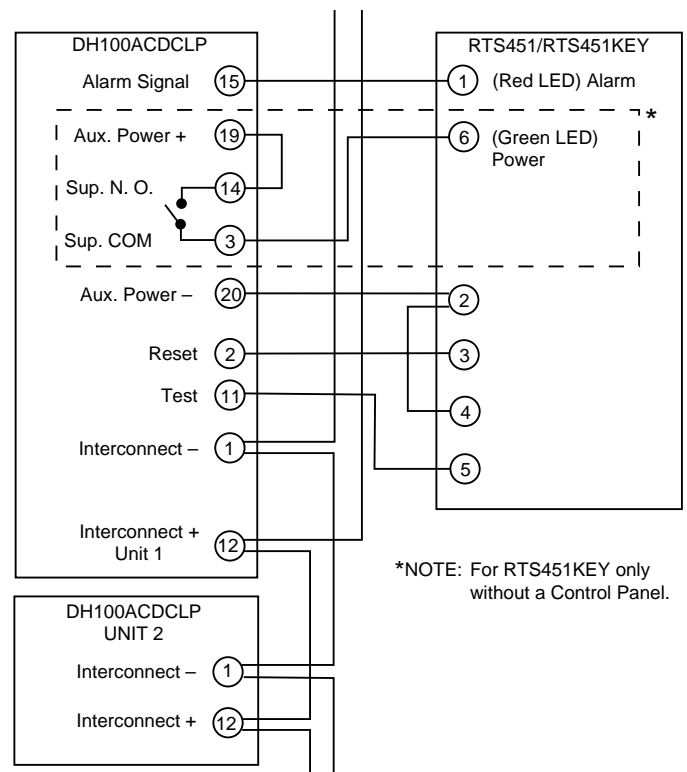 DH100ACDCLP
Alarm Signal 15
Aux. Power + 19
Sup. N. O. 14
Sup. COM 3
Aux. Power – 20
Reset 2
Test 11
Interconnect – 1
Interconnect + 12
Unit 1
RTS451/RTS451KEY
1 (Red LED) Alarm
*
6 (Green LED)
Power
2
3
4
5
*NOTE: For RTS451KEY only
without a Control Panel.
DH100ACDCLP
UNIT 2
Interconnect – 1
Interconnect + 12